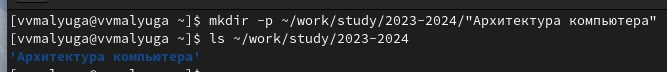 [vvmalyuga@vvmalyuga ~]$ mkdir -p ~/work/study/2023-2024/"Архитектура компьютера"
[vvmalyuga@vvmalyuga ~]$ ls ~/work/study/2023-2024
'Архитектура компьютера'